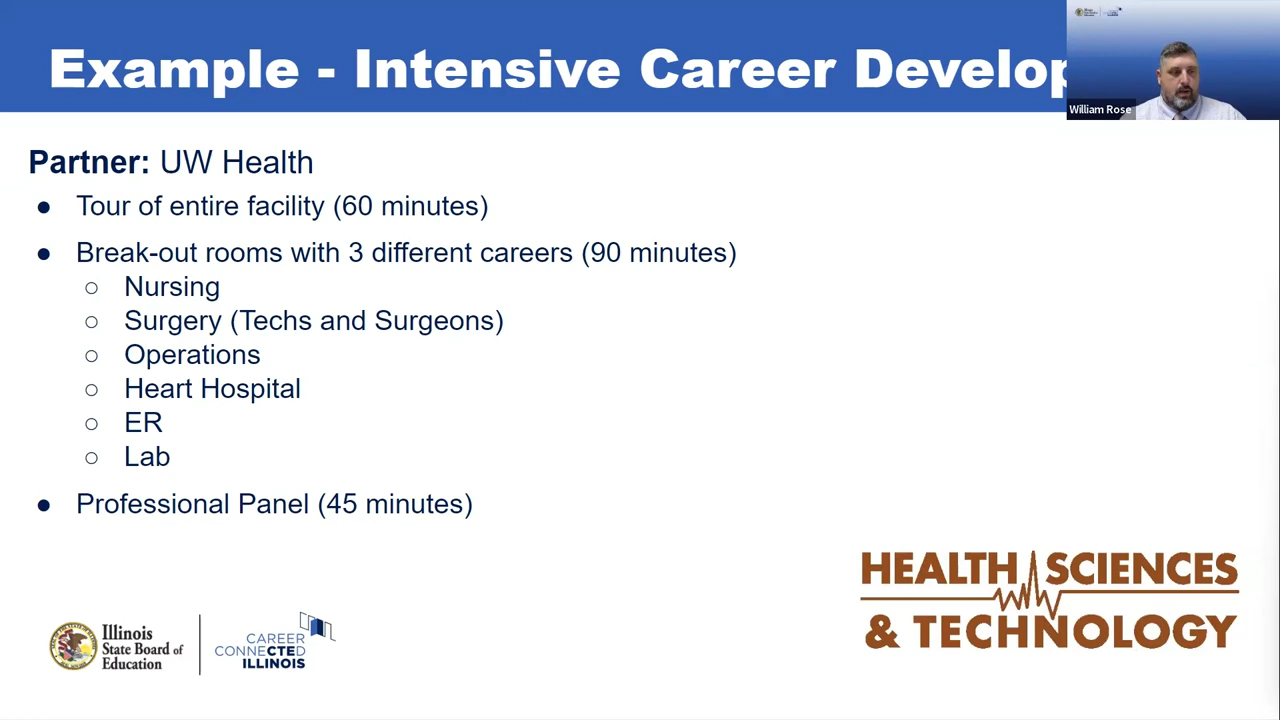 Example - Intensive Career Develop
William Rose
Partner: UW Health
● Tour of entire facility (60 minutes)
● Break-out rooms with 3 different careers (90 minutes)
○ Nursing
○ Surgery (Techs and Surgeons)
○ Operations
○ Heart Hospital
○ ER
○ Lab
● Professional Panel (45 minutes)
HEALTH SCIENCES
& TECHNOLOGY
Illinois
State Board of
Education
CAREER
CONNECTED
ILLINOIS